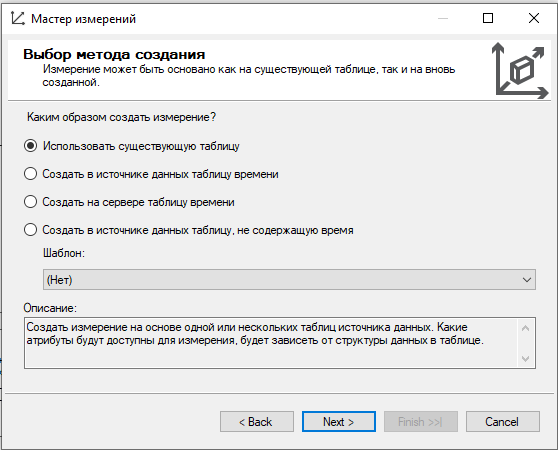 Мастер измерений
Выбор метода создания
Измерение может быть основано как на существующей таблице, так и на вновь
созданной.
Каким образом создать измерение?
Использовать существующую таблицу
Создать в источнике данных таблицу времени
Создать на сервере таблицу времени
Создать в источнике данных таблицу, не содержащую время
Шаблон:
(Нет)
Описание:
Создать измерение на основе одной или нескольких таблиц источника данных. Какие
атрибуты будут доступны для измерения, будет зависеть от структуры данных в таблице.
< Back
Next >
Finish >>|
Cancel